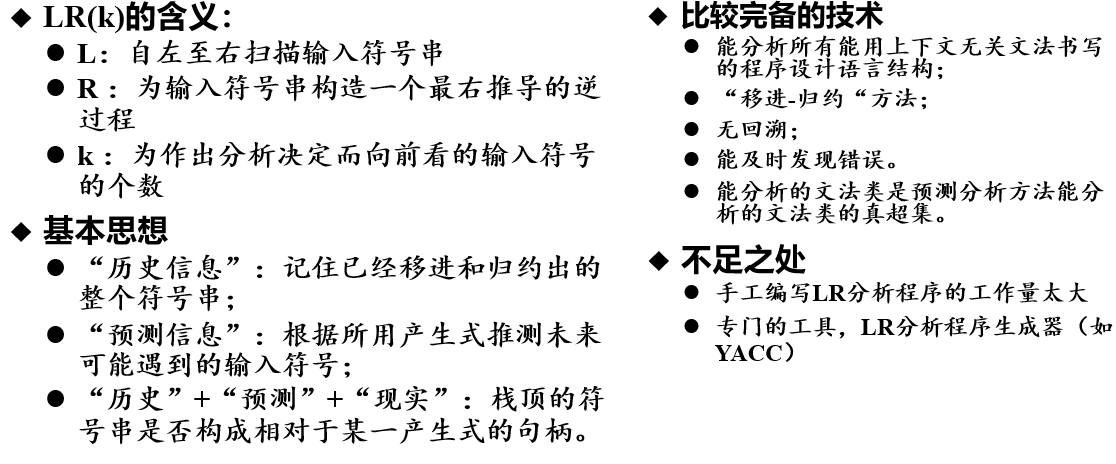 LR(k)的含义：
L：自左至右扫描输入符号串
R：为输入符号串构造一个最右推导的逆
过程
k：为作出分析决定而向前看的输入符号
的个数
基本思想
“历史信息”：记住已经移进和归约出的
整个符号串；
“预测信息”：根据所用产生式推测未来
可能遇到的输入符号；
“历史”+“预测”+“现实”：栈顶的符
号串是否构成相对于某一产生式的句柄。
比较完备的技术
能分析所有能用上下文无关文法书写
的程序设计语言结构；
“移进-归约“方法；
无回溯；
能及时发现错误。
能分析的文法类是预测分析方法能分
析的文法类的真超集。
不足之处
手工编写LR分析程序的工作量太大
专门的工具，LR分析程序生成器（如
YACC）